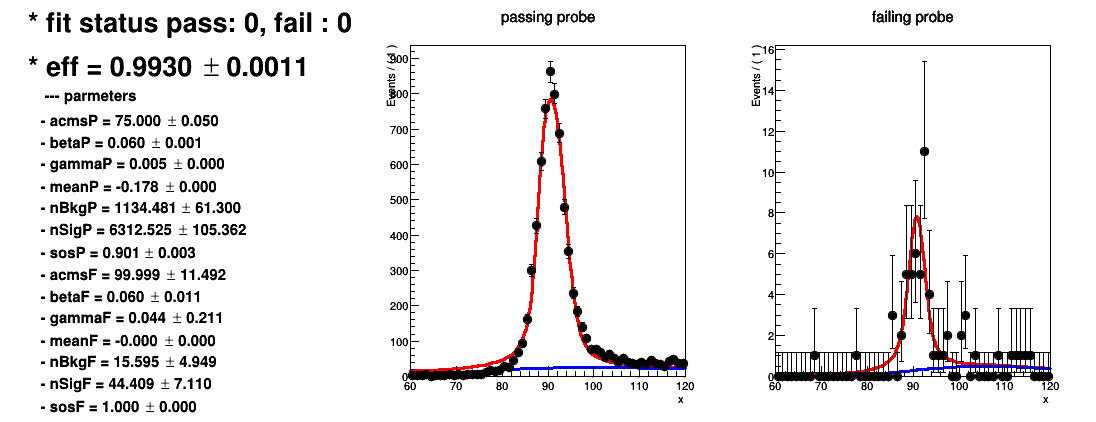 * fit status pass: 0, fail : 0
* eff = 0.9930 ± 0.0011
--- parmeters
- acmsP = 75.000 ± 0.050
- betaP = 0.060 ± 0.001
- gammaP = 0.005 ± 0.000
- meanP = -0.178 ± 0.000
- nBkgP = 1134.481 ± 61.300
- nSigP = 6312.525 ± 105.362
- sosP = 0.901 ± 0.003
- acmsF = 99.999 ± 11.492
- betaF = 0.060 ± 0.011
- gammaF = 0.044 ± 0.211
- meanF = -0.000 ± 0.000
- nBkgF = 15.595 ± 4.949
- nSigF = 44.409 ± 7.110
- sosF = 1.000 ± 0.000
passing probe
Events / ( 1 )
900
800
700
600
500
400
300
200
100
0
60 70 80 90 100 110 120
x
failing probe
Events / ( 1 )
16
14
12
10
8
6
4
2
0
60 70 80 90 100 110 120
x